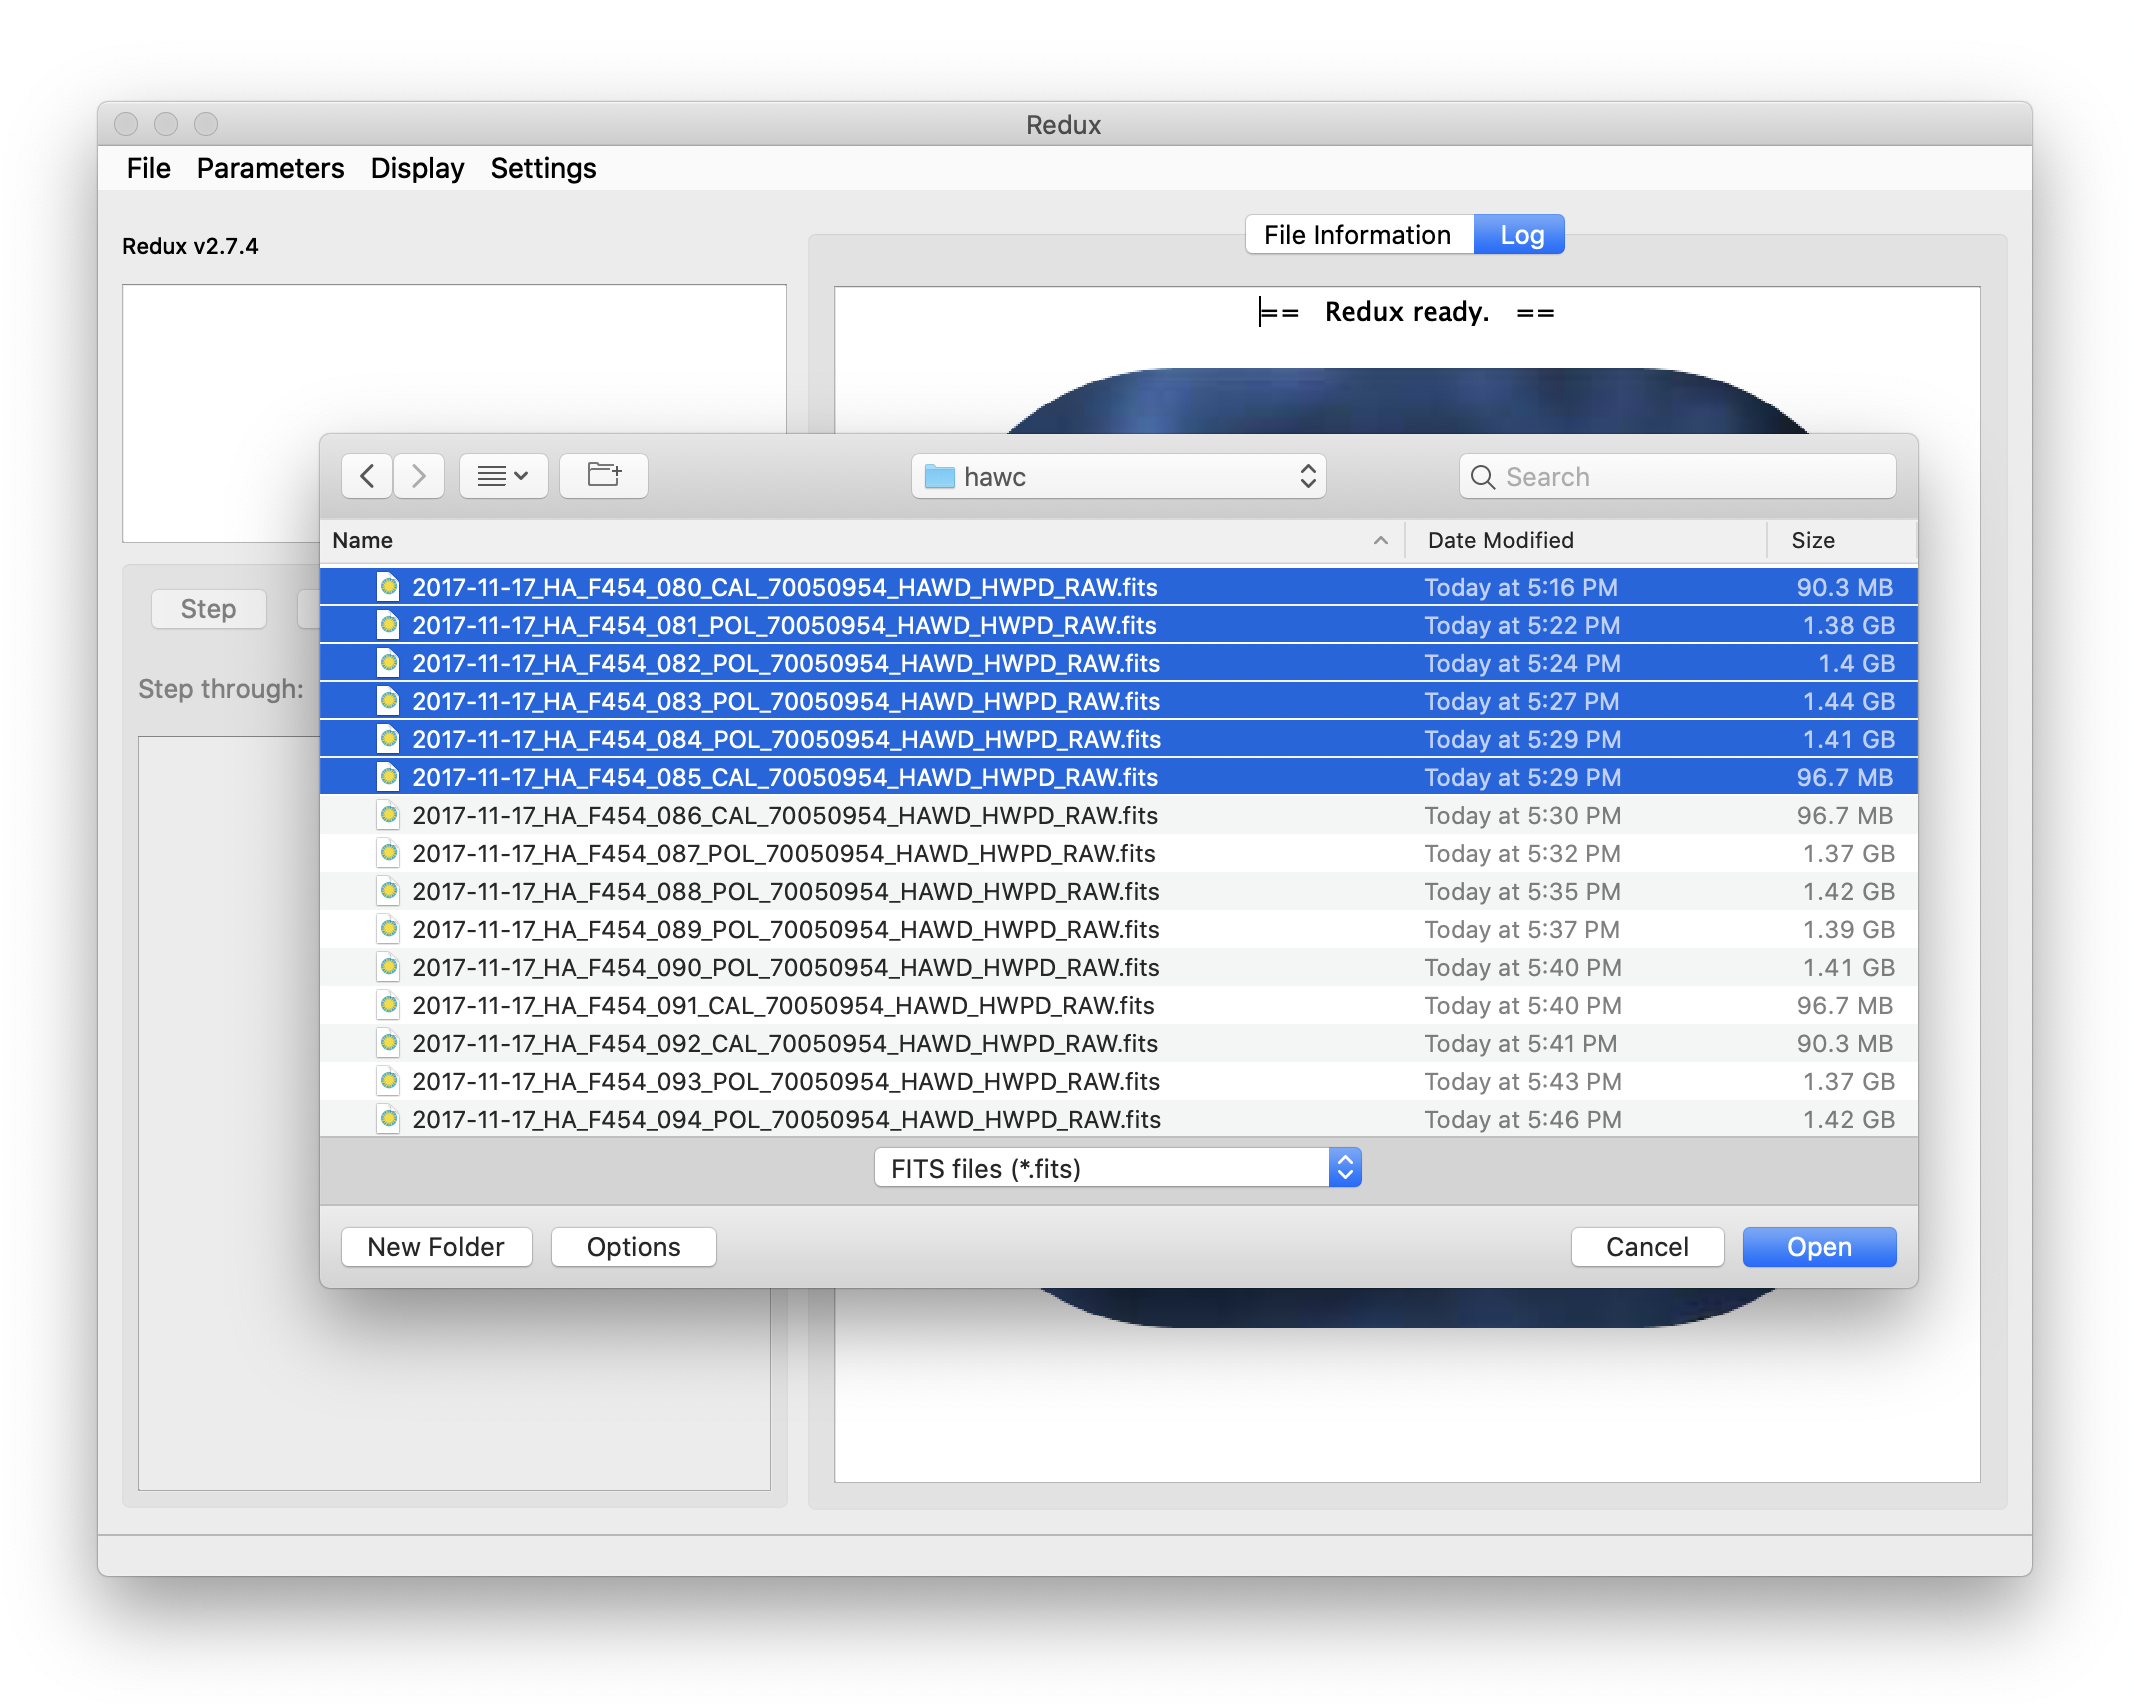 Redux
File Parameters Display Settings
Redux v2.7.4
File Information Log
== Redux ready. ==
hawc
Search
Name Date Modified Size
2017-11-17_HA_F454_080_CAL_70050954_HAWD_HWPD_RAW.fits Today at 5:16 PM 90.3 MB
2017-11-17_HA_F454_081_POL_70050954_HAWD_HWPD_RAW.fits Today at 5:22 PM 1.38 GB
2017-11-17_HA_F454_082_POL_70050954_HAWD_HWPD_RAW.fits Today at 5:24 PM 1.4 GB
2017-11-17_HA_F454_083_POL_70050954_HAWD_HWPD_RAW.fits Today at 5:27 PM 1.44 GB
2017-11-17_HA_F454_084_POL_70050954_HAWD_HWPD_RAW.fits Today at 5:29 PM 1.41 GB
2017-11-17_HA_F454_085_CAL_70050954_HAWD_HWPD_RAW.fits Today at 5:29 PM 96.7 MB
2017-11-17_HA_F454_086_CAL_70050954_HAWD_HWPD_RAW.fits Today at 5:30 PM 96.7 MB
2017-11-17_HA_F454_087_POL_70050954_HAWD_HWPD_RAW.fits Today at 5:32 PM 1.37 GB
2017-11-17_HA_F454_088_POL_70050954_HAWD_HWPD_RAW.fits Today at 5:35 PM 1.42 GB
2017-11-17_HA_F454_089_POL_70050954_HAWD_HWPD_RAW.fits Today at 5:37 PM 1.39 GB
2017-11-17_HA_F454_090_POL_70050954_HAWD_HWPD_RAW.fits Today at 5:40 PM 1.41 GB
2017-11-17_HA_F454_091_CAL_70050954_HAWD_HWPD_RAW.fits Today at 5:40 PM 96.7 MB
2017-11-17_HA_F454_092_CAL_70050954_HAWD_HWPD_RAW.fits Today at 5:41 PM 90.3 MB
2017-11-17_HA_F454_093_POL_70050954_HAWD_HWPD_RAW.fits Today at 5:43 PM 1.37 GB
2017-11-17_HA_F454_094_POL_70050954_HAWD_HWPD_RAW.fits Today at 5:46 PM 1.42 GB
Step
Step through:
FITS files (*.fits)
New Folder Options Cancel Open